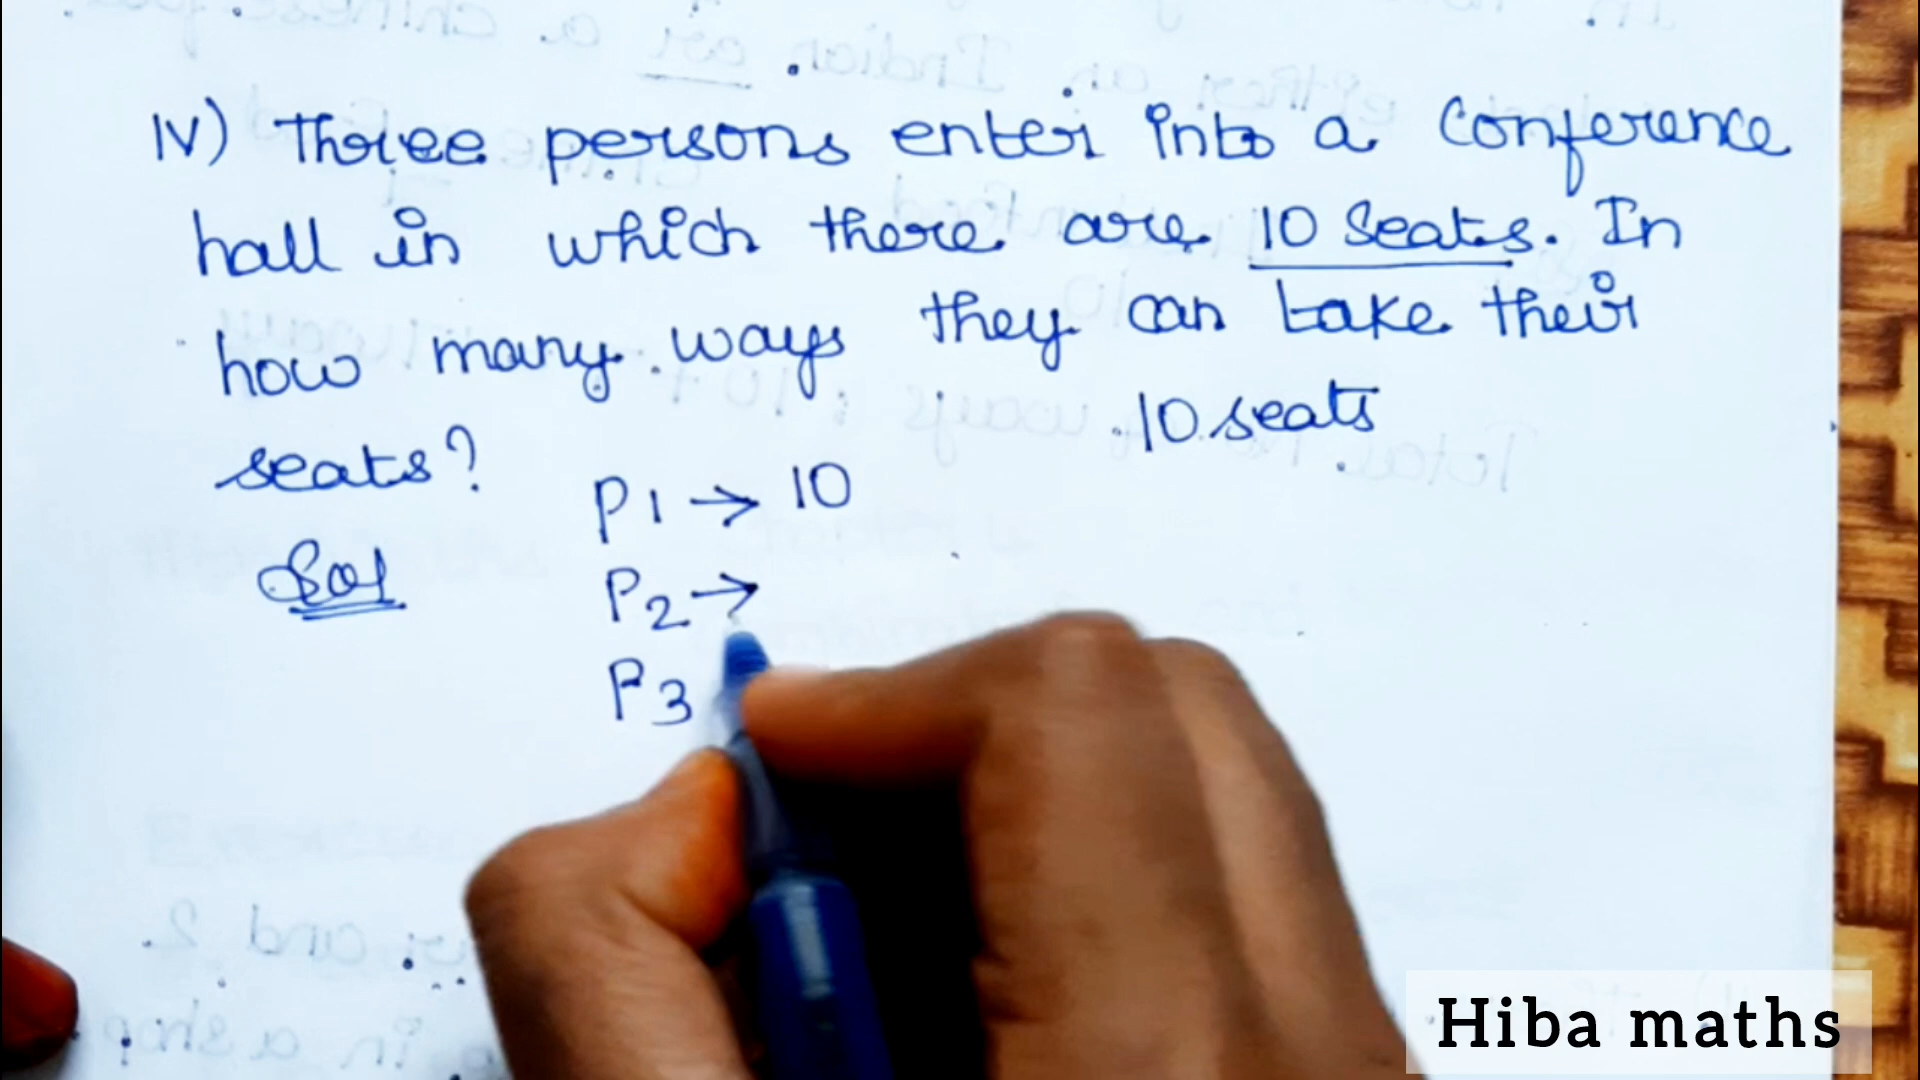 IV) Three persons enter into a Conference
hall in which there are 10 Seats. In
how many ways they can take their
seats?
10 seats
Sol
P1 → 10
P2 →
P3
Hiba maths